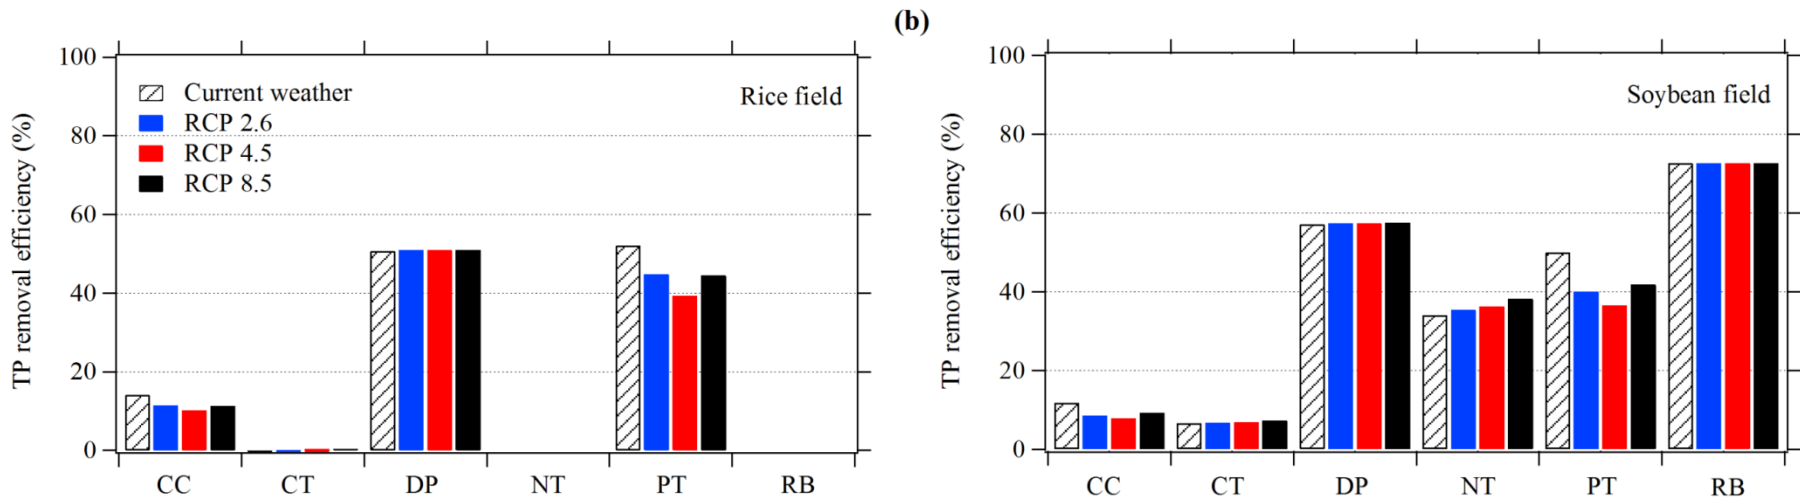 (b)
TP removal efficiency (%)
100
80
60
40
20
0
Current weather
RCP 2.6
RCP 4.5
RCP 8.5
Rice field
CC CT DP NT PT RB
TP removal efficiency (%)
100
80
60
40
20
0
Soybean field
CC CT DP NT PT RB